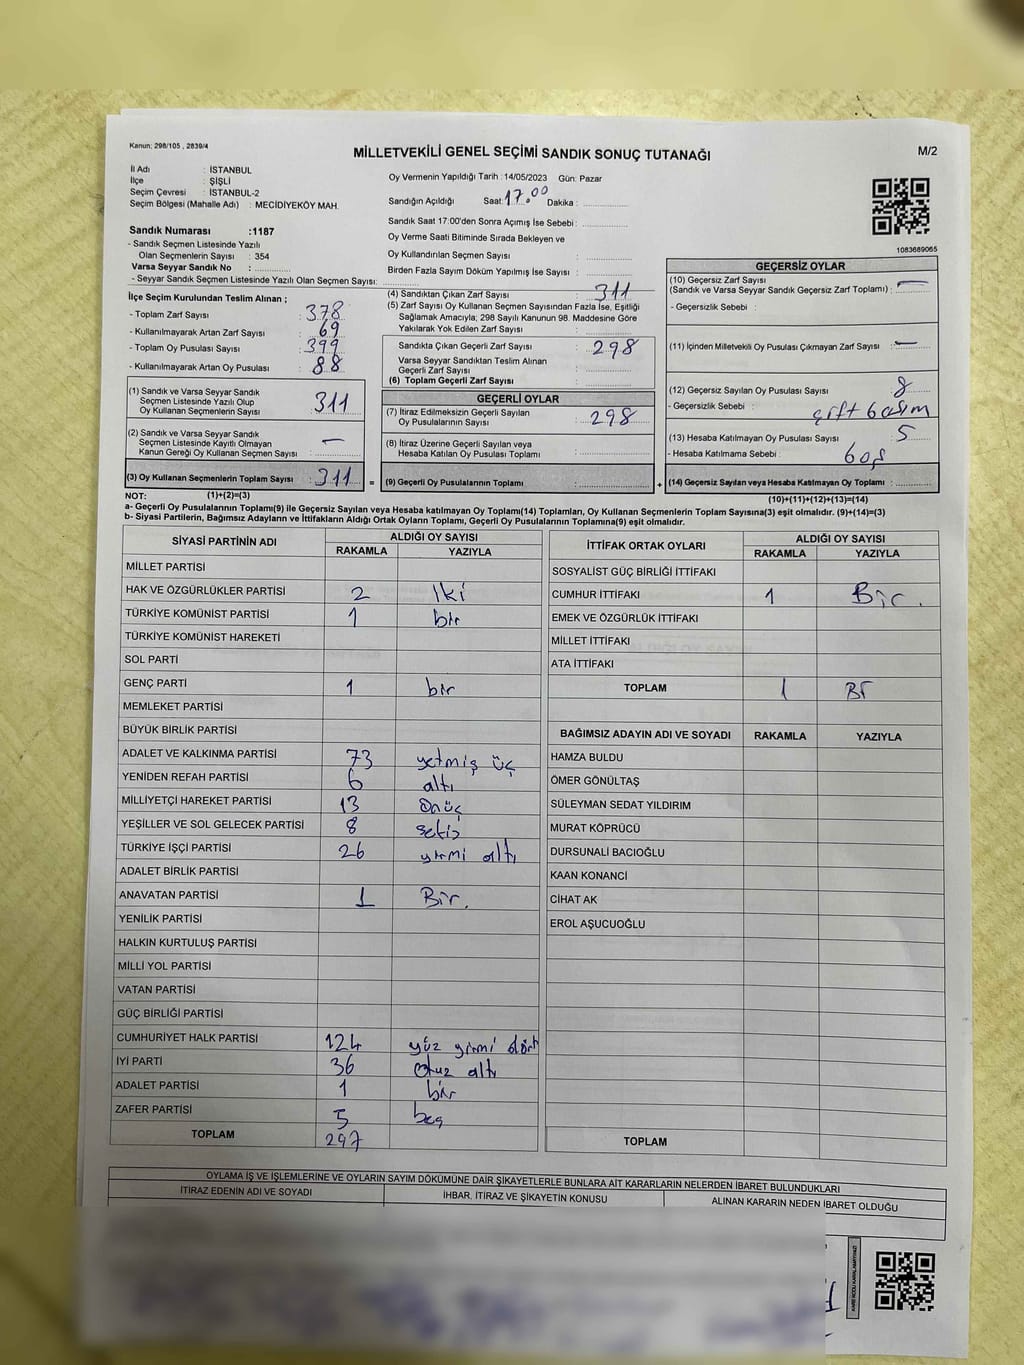 Kanun; 298/105 , 2839/4
MİLLETVEKİLİ GENEL SEÇİMİ SANDIK SONUÇ TUTANAĞI
M/2
İl Adı : İSTANBUL
İlçe : ŞİŞLİ
Seçim Çevresi : İSTANBUL-2
Seçim Bölgesi (Mahalle Adı) : MECİDİYEKÖY MAH.
Sandık Numarası :1187
- Sandık Seçmen Listesinde Yazılı
Olan Seçmenlerin Sayısı : 354
Varsa Seyyar Sandık No :
- Seyyar Sandık Seçmen Listesinde Yazılı Olan Seçmen Sayısı:
İlçe Seçim Kurulundan Teslim Alınan ;
- Toplam Zarf Sayısı : 378
- Kullanılmayarak Artan Zarf Sayısı : 69
- Toplam Oy Pusulası Sayısı : 399
- Kullanılmayarak Artan Oy Pusulası : 88
(1) Sandık ve Varsa Seyyar Sandık
Seçmen Listesinde Yazılı Olup
Oy Kullanan Seçmenlerin Sayısı : 311
(2) Sandık ve Varsa Seyyar Sandık
Seçmen Listesinde Kayıtlı Olmayan
Kanun Gereği Oy Kullanan Seçmen Sayısı : —
(3) Oy Kullanan Seçmenlerin Toplam Sayısı : 311 =
Oy Vermenin Yapıldığı Tarih : 14/05/2023 Gün: Pazar
Sandığın Açıldığı Saat: 17.00 Dakika :
Sandık Saat 17:00'den Sonra Açımış İse Sebebi :
Oy Verme Saati Bitiminde Sırada Bekleyen ve
Oy Kullandırılan Seçmen Sayısı :
Birden Fazla Sayım Döküm Yapılmış İse Sayısı :
(4) Sandıktan Çıkan Zarf Sayısı : 311
(5) Zarf Sayısı Oy Kullanan Seçmen Sayısından Fazla İse, Eşitliği
Sağlamak Amacıyla; 298 Sayılı Kanunun 98. Maddesine Göre
Yakılarak Yok Edilen Zarf Sayısı :
Sandıkta Çıkan Geçerli Zarf Sayısı : 298
Varsa Seyyar Sandıktan Teslim Alınan
Geçerli Zarf Sayısı :
(6) Toplam Geçerli Zarf Sayısı :
GEÇERLİ OYLAR
(7) İtiraz Edilmeksizin Geçerli Sayılan
Oy Pusulalarının Sayısı : 298
(8) İtiraz Üzerine Geçerli Sayılan veya
Hesaba Katılan Oy Pusulası Toplamı :
(9) Geçerli Oy Pusulalarının Toplamı : +
1083689065
GEÇERSİZ OYLAR
(10) Geçersiz Zarf Sayısı
(Sandık ve Varsa Seyyar Sandık Geçersiz Zarf Toplamı) : —
- Geçersizlik Sebebi :
(11) İçinden Milletvekili Oy Pusulası Çıkmayan Zarf Sayısı : —
(12) Geçersiz Sayılan Oy Pusulası Sayısı : 8
- Geçersizlik Sebebi : çift basım
(13) Hesaba Katılmayan Oy Pusulası Sayısı : 5
- Hesaba Katılmama Sebebi : boş
(14) Geçersiz Sayılan veya Hesaba Katılmayan Oy Toplamı :
NOT: (1)+(2)=(3) (10)+(11)+(12)+(13)=(14)
a- Geçerli Oy Pusulalarının Toplamı(9) ile Geçersiz Sayılan veya Hesaba katılmayan Oy Toplamı(14) Toplamları, Oy Kullanan Seçmenlerin Toplam Sayısına(3) eşit olmalıdır. (9)+(14)=(3)
b- Siyasi Partilerin, Bağımsız Adayların ve İttifakların Aldığı Ortak Oyların Toplamı, Geçerli Oy Pusulalarının Toplamına(9) eşit olmalıdır.
SİYASİ PARTİNİN ADI ALDIĞI OY SAYISI
RAKAMLA YAZIYLA
MİLLET PARTİSİ
HAK VE ÖZGÜRLÜKLER PARTİSİ 2 iki
TÜRKİYE KOMÜNİST PARTİSİ 1 bir
TÜRKİYE KOMÜNİST HAREKETİ
SOL PARTİ
GENÇ PARTİ 1 bir
MEMLEKET PARTİSİ
BÜYÜK BİRLİK PARTİSİ
ADALET VE KALKINMA PARTİSİ 73 yetmiş üç
YENİDEN REFAH PARTİSİ 6 altı
MİLLİYETÇİ HAREKET PARTİSİ 13 onüç
YEŞİLLER VE SOL GELECEK PARTİSİ 8 sekiz
TÜRKİYE İŞÇİ PARTİSİ 26 yirmi altı
ADALET BİRLİK PARTİSİ
ANAVATAN PARTİSİ 1 Bir.
YENİLİK PARTİSİ
HALKIN KURTULUŞ PARTİSİ
MİLLİ YOL PARTİSİ
VATAN PARTİSİ
GÜÇ BİRLİĞİ PARTİSİ
CUMHURİYET HALK PARTİSİ 124 yüz yirmi dört
İYİ PARTİ 36 otuz altı
ADALET PARTİSİ 1 bir
ZAFER PARTİSİ 5 beş
TOPLAM 297
İTTİFAK ORTAK OYLARI ALDIĞI OY SAYISI
RAKAMLA YAZIYLA
SOSYALİST GÜÇ BİRLİĞİ İTTİFAKI
CUMHUR İTTİFAKI 1 Bir.
EMEK VE ÖZGÜRLÜK İTTİFAKI
MİLLET İTTİFAKI
ATA İTTİFAKI
TOPLAM 1 Bİr
BAĞIMSIZ ADAYIN ADI VE SOYADI RAKAMLA YAZIYLA
HAMZA BULDU
ÖMER GÖNÜLTAŞ
SÜLEYMAN SEDAT YILDIRIM
MURAT KÖPRÜCÜ
DURSUNALİ BACIOĞLU
KAAN KONANCİ
CİHAT AK
EROL AŞUCUOĞLU
TOPLAM
OYLAMA İŞ VE İŞLEMLERİNE VE OYLARIN SAYIM DÖKÜMÜNE DAİR ŞİKAYETLERLE BUNLARA AİT KARARLARIN NELERDEN İBARET BULUNDUKLARI
İTİRAZ EDENİN ADI VE SOYADI İHBAR, İTİRAZ VE ŞİKAYETİN KONUSU ALINAN KARARIN NEDEN İBARET OLDUĞU